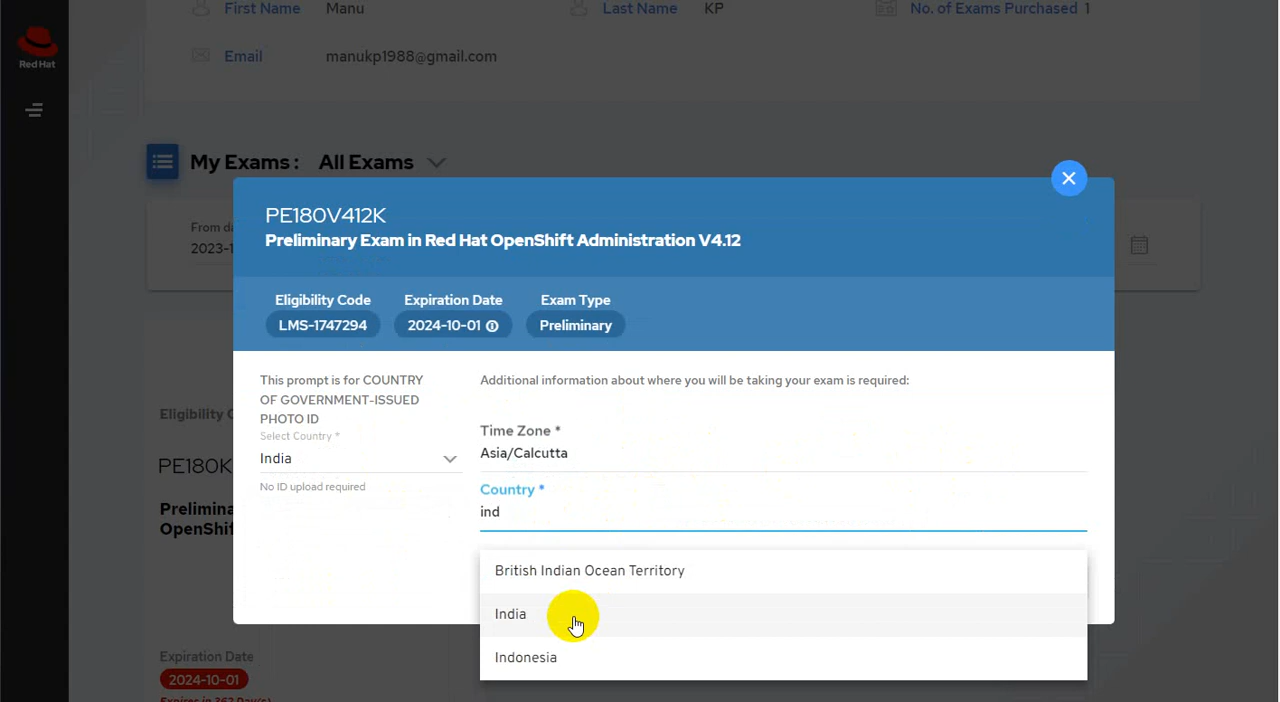 First Name Manu Last Name KP No. of Exams Purchased 1
Red Hat
Email manukp1988@gmail.com
My Exams : All Exams
PE180V412K
Preliminary Exam in Red Hat OpenShift Administration V4.12
From da
2023-1
Eligibility Code Expiration Date Exam Type
LMS-1747294 2024-10-01 Preliminary
This prompt is for COUNTRY
OF GOVERNMENT-ISSUED
PHOTO ID
Select Country *
India
No ID upload required
Additional information about where you will be taking your exam is required:
Time Zone *
Asia/Calcutta
Country *
ind
British Indian Ocean Territory
India
Indonesia
Eligibility C
PE180K
Prelimina
OpenShif
Expiration Date
2024-10-01
Expires in 362 Day(s)